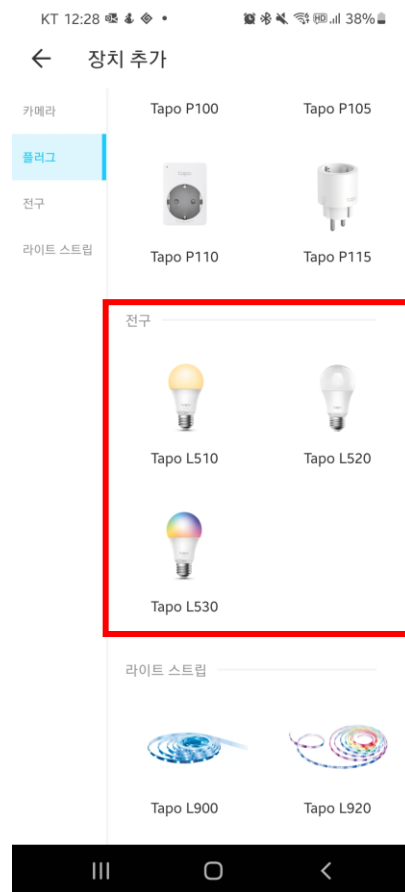 KT 12:28
38%
장치 추가
카메라
플러그
전구
라이트 스트립
Tapo P100 Tapo P105
Tapo P110 Tapo P115
전구
Tapo L510 Tapo L520
Tapo L530
라이트 스트립
Tapo L900 Tapo L920